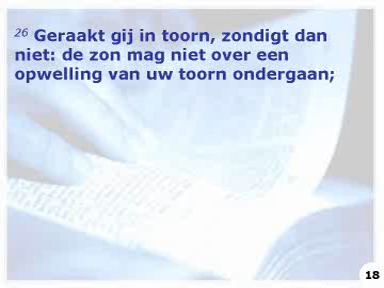 26 Geraakt gij in toorn, zondigt dan
niet: de zon mag niet over een
opwelling van uw toorn ondergaan;
18